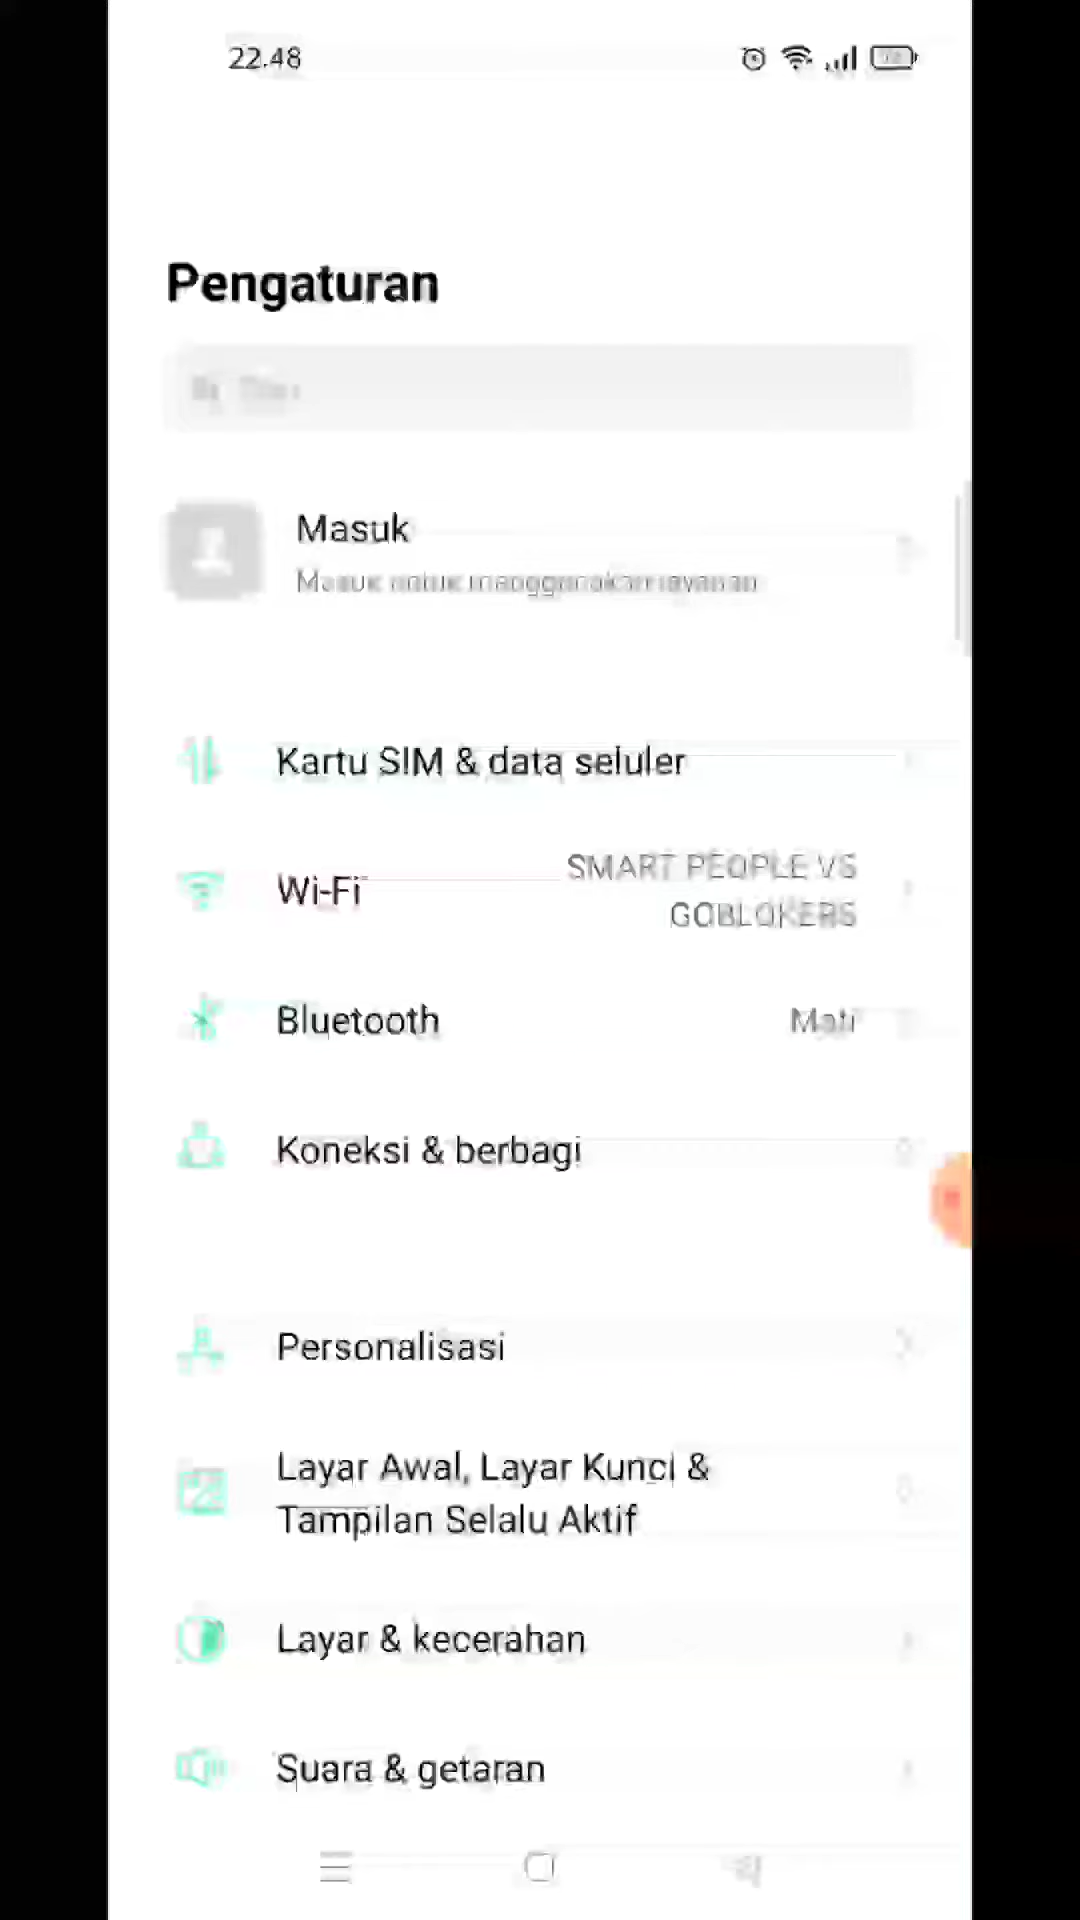 22.48
Pengaturan
Masuk
Masuk untuk menggunakan layanan
Kartu SIM & data seluler
Wi-Fi
SMART PEOPLE VS
GOBLOKERS
Bluetooth
Mati
Koneksi & berbagi
Personalisasi
Layar Awal, Layar Kunci &
Tampilan Selalu Aktif
Layar & kecerahan
Suara & getaran